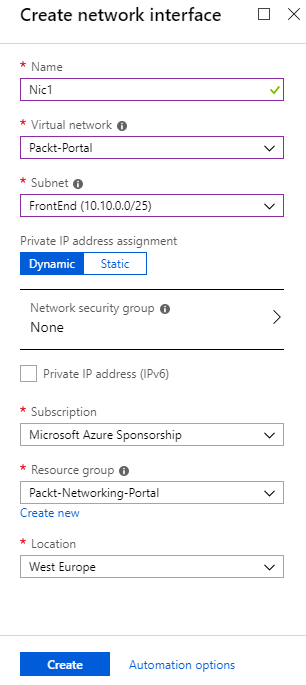 Create network interface
* Name
Nic1
* Virtual network
Packt-Portal
* Subnet
FrontEnd (10.10.0.0/25)
Private IP address assignment
Dynamic Static
Network security group
None
Private IP address (IPv6)
* Subscription
Microsoft Azure Sponsorship
* Resource group
Packt-Networking-Portal
Create new
* Location
West Europe
Create Automation options